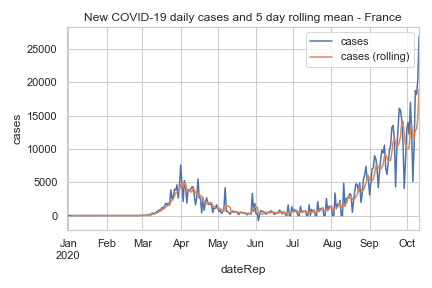 New COVID-19 daily cases and 5 day rolling mean - France
cases
cases (rolling)
cases
25000
20000
15000
10000
5000
0
Jan Feb Mar Apr May Jun Jul Aug Sep Oct
2020
dateRep